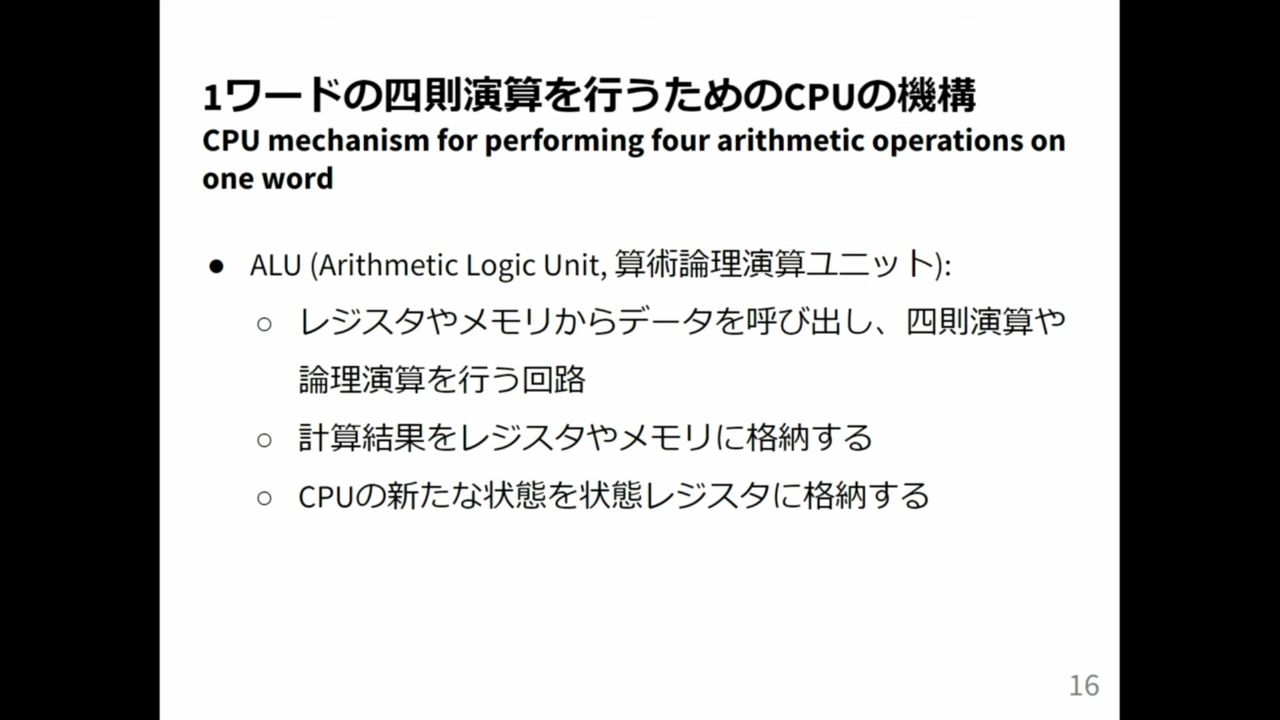 1ワードの四則演算を行うためのCPUの機構
CPU mechanism for performing four arithmetic operations on
one word
● ALU (Arithmetic Logic Unit, 算術論理演算ユニット):
○ レジスタやメモリからデータを呼び出し、四則演算や
論理演算を行う回路
○ 計算結果をレジスタやメモリに格納する
○ CPUの新たな状態を状態レジスタに格納する
16